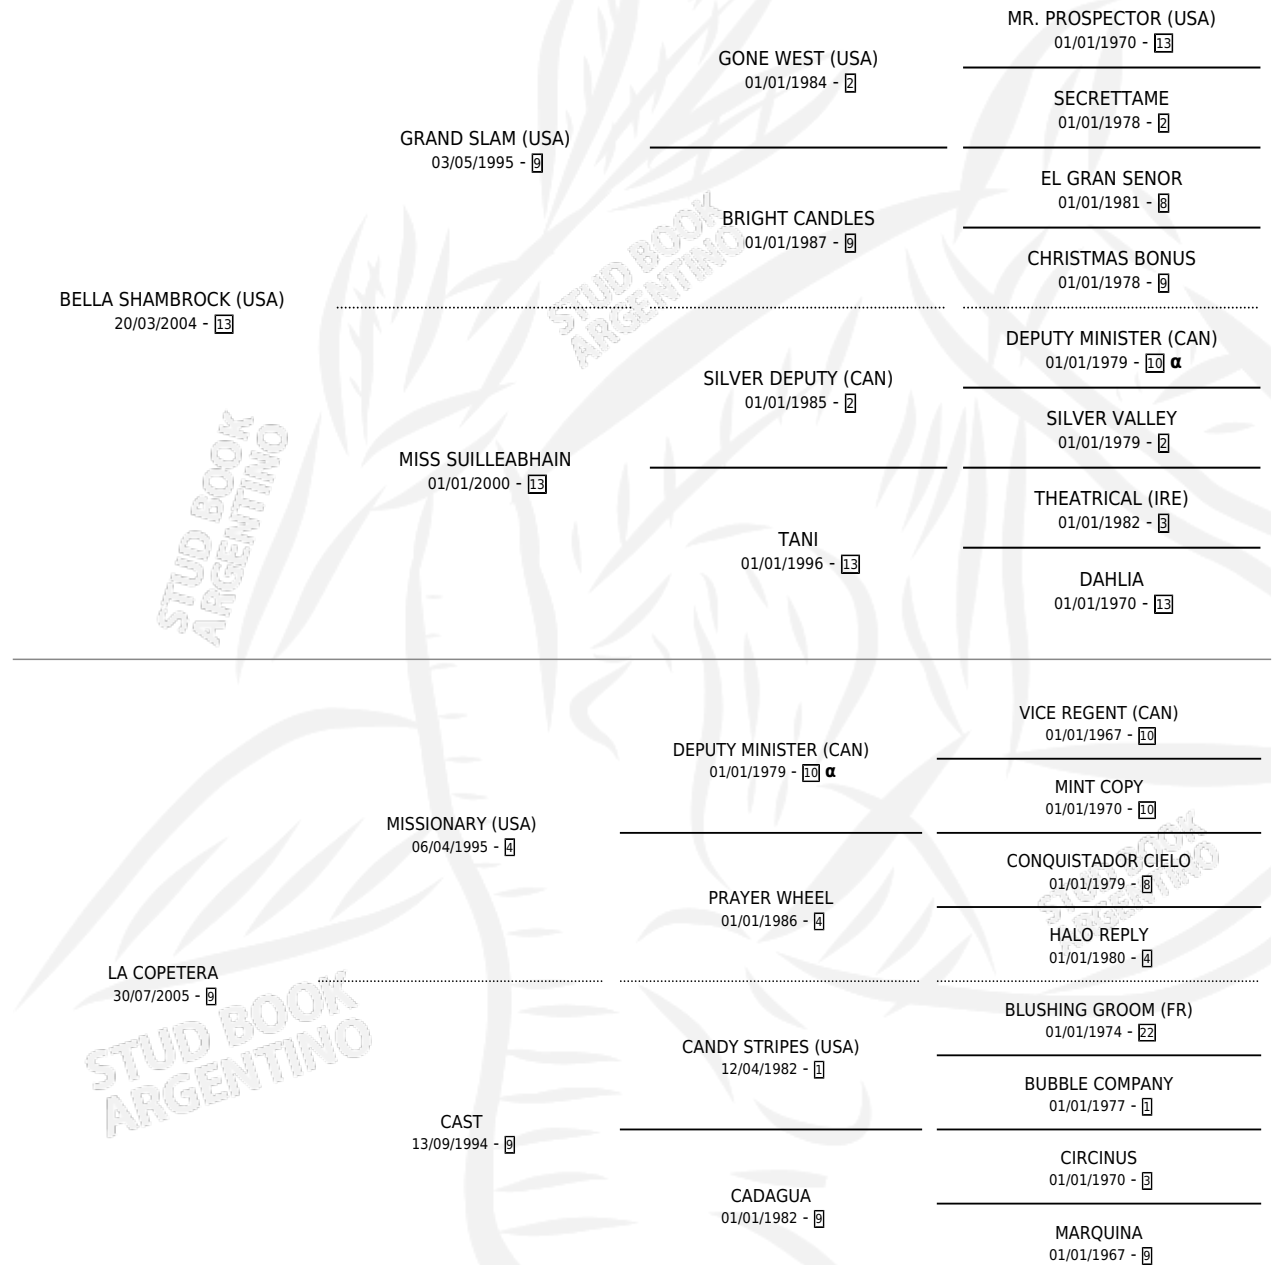 MR. PROSPECTOR (USA)
01/01/1970 - 13
GONE WEST (USA)
01/01/1984 - 2
SECRETTAME
01/01/1978 - 2
GRAND SLAM (USA)
03/05/1995 - 9
EL GRAN SENOR
01/01/1981 - 8
BRIGHT CANDLES
01/01/1987 - 9
CHRISTMAS BONUS
01/01/1978 - 9
BELLA SHAMBROCK (USA)
20/03/2004 - 13
DEPUTY MINISTER (CAN)
01/01/1979 - 10 α
SILVER DEPUTY (CAN)
01/01/1985 - 2
SILVER VALLEY
01/01/1979 - 2
MISS SUILLEABHAIN
01/01/2000 - 13
THEATRICAL (IRE)
01/01/1982 - 3
TANI
01/01/1996 - 13
DAHLIA
01/01/1970 - 13
STUD BOOK
ARGENTINO
STUD BOOK
ARGENTINO
VICE REGENT (CAN)
01/01/1967 - 10
DEPUTY MINISTER (CAN)
01/01/1979 - 10 α
MINT COPY
01/01/1970 - 10
MISSIONARY (USA)
06/04/1995 - 4
CONQUISTADOR CIELO
01/01/1979 - 8
PRAYER WHEEL
01/01/1986 - 4
HALO REPLY
01/01/1980 - 4
LA COPETERA
30/07/2005 - 9
BLUSHING GROOM (FR)
01/01/1974 - 22
CANDY STRIPES (USA)
12/04/1982 - 1
BUBBLE COMPANY
01/01/1977 - 1
CAST
13/09/1994 - 9
CIRCINUS
01/01/1970 - 3
CADAGUA
01/01/1982 - 9
MARQUINA
01/01/1967 - 9
STUD BOOK
ARGENTINO
STUD BOOK
ARGENTINO